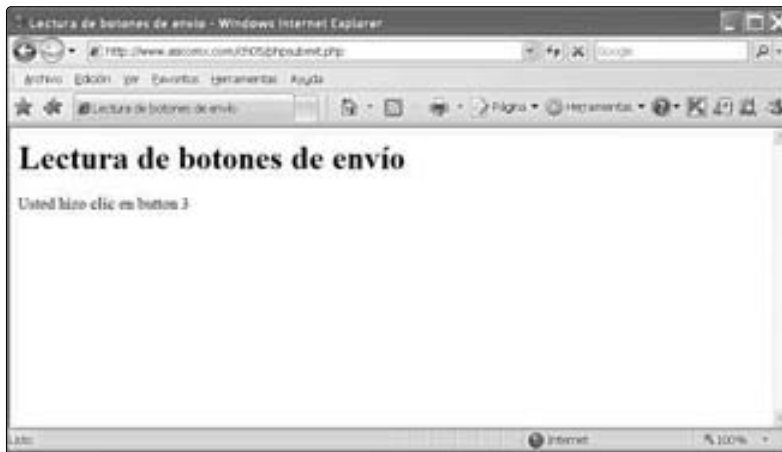 Lectura de botones de envío - Windows Internet Explorer
Google
Archivo Edición Ver Favoritos Herramientas Ayuda
Lectura de botones de envío
Página Herramientas
Lectura de botones de envío
Usted hizo clic en button 3
Listo
Internet
100%